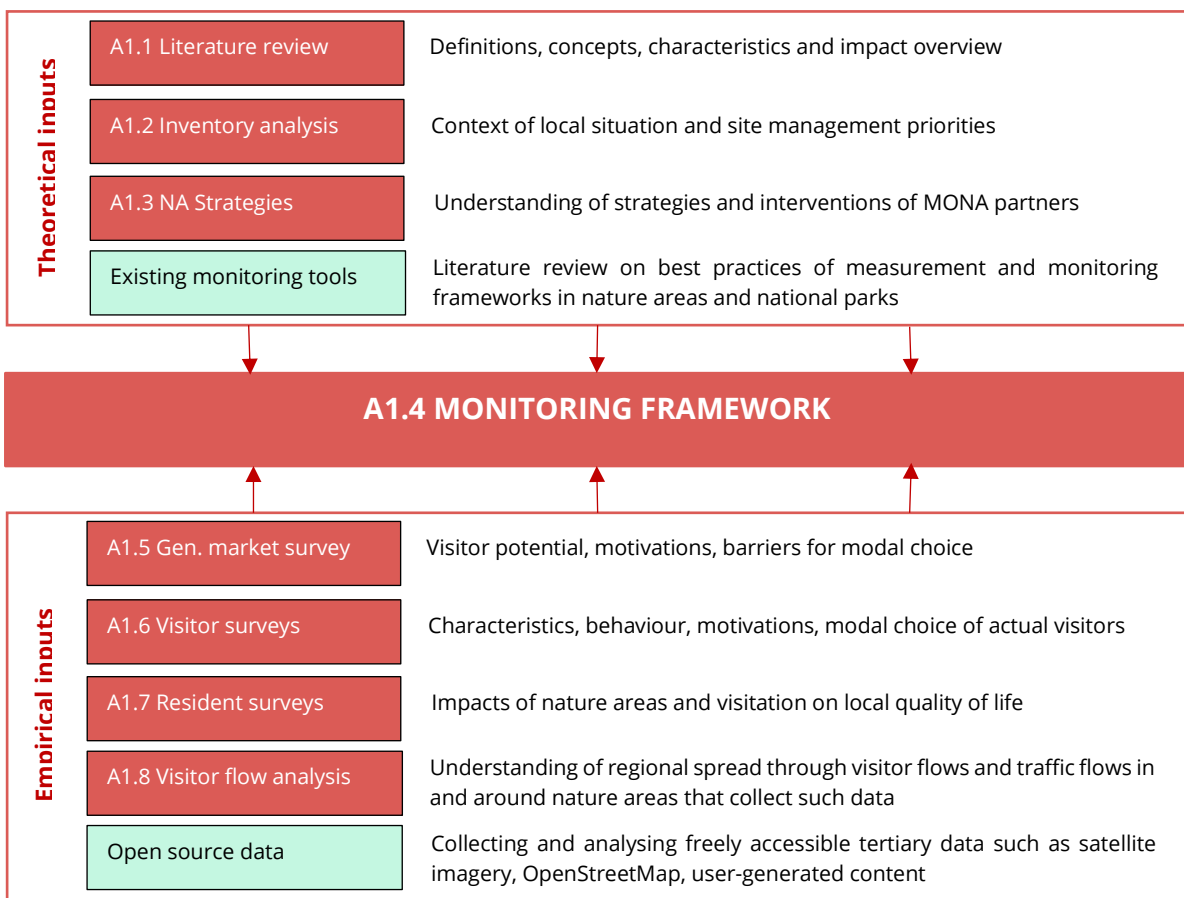 Theoretical inputs
A1.1 Literature review
Definitions, concepts, characteristics and impact overview
A1.2 Inventory analysis
Context of local situation and site management priorities
A1.3 NA Strategies
Understanding of strategies and interventions of MONA partners
Existing monitoring tools
Literature review on best practices of measurement and monitoring
frameworks in nature areas and national parks
A1.4 MONITORING FRAMEWORK
Empirical inputs
A1.5 Gen. market survey
Visitor potential, motivations, barriers for modal choice
A1.6 Visitor surveys
Characteristics, behaviour, motivations, modal choice of actual visitors
A1.7 Resident surveys
Impacts of nature areas and visitation on local quality of life
A1.8 Visitor flow analysis
Understanding of regional spread through visitor flows and traffic flows in
and around nature areas that collect such data
Open source data
Collecting and analysing freely accessible tertiary data such as satellite
imagery, OpenStreetMap, user-generated content